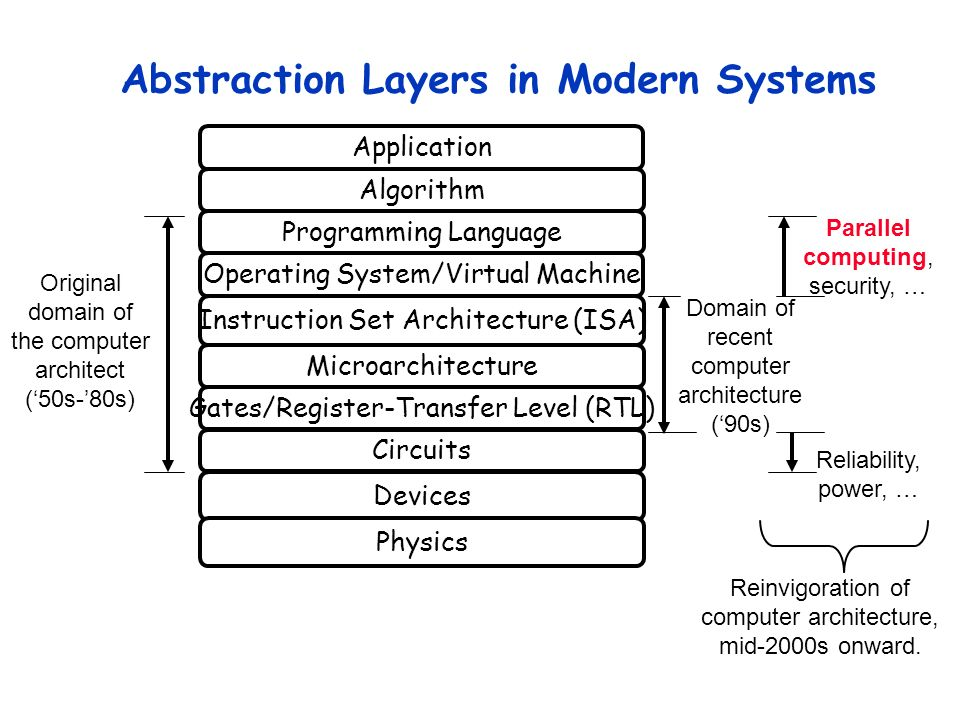 Abstraction Layers in Modern Systems
Application
Algorithm
Programming Language
Operating System/Virtual Machine
Instruction Set Architecture (ISA)
Microarchitecture
Gates/Register-Transfer Level (RTL)
Circuits
Devices
Physics
Original
domain of
the computer
architect
(‘50s-’80s)
Domain of
recent
computer
architecture
(‘90s)
Parallel
computing,
security, …
Reliability,
power, …
Reinvigoration of
computer architecture,
mid-2000s onward.